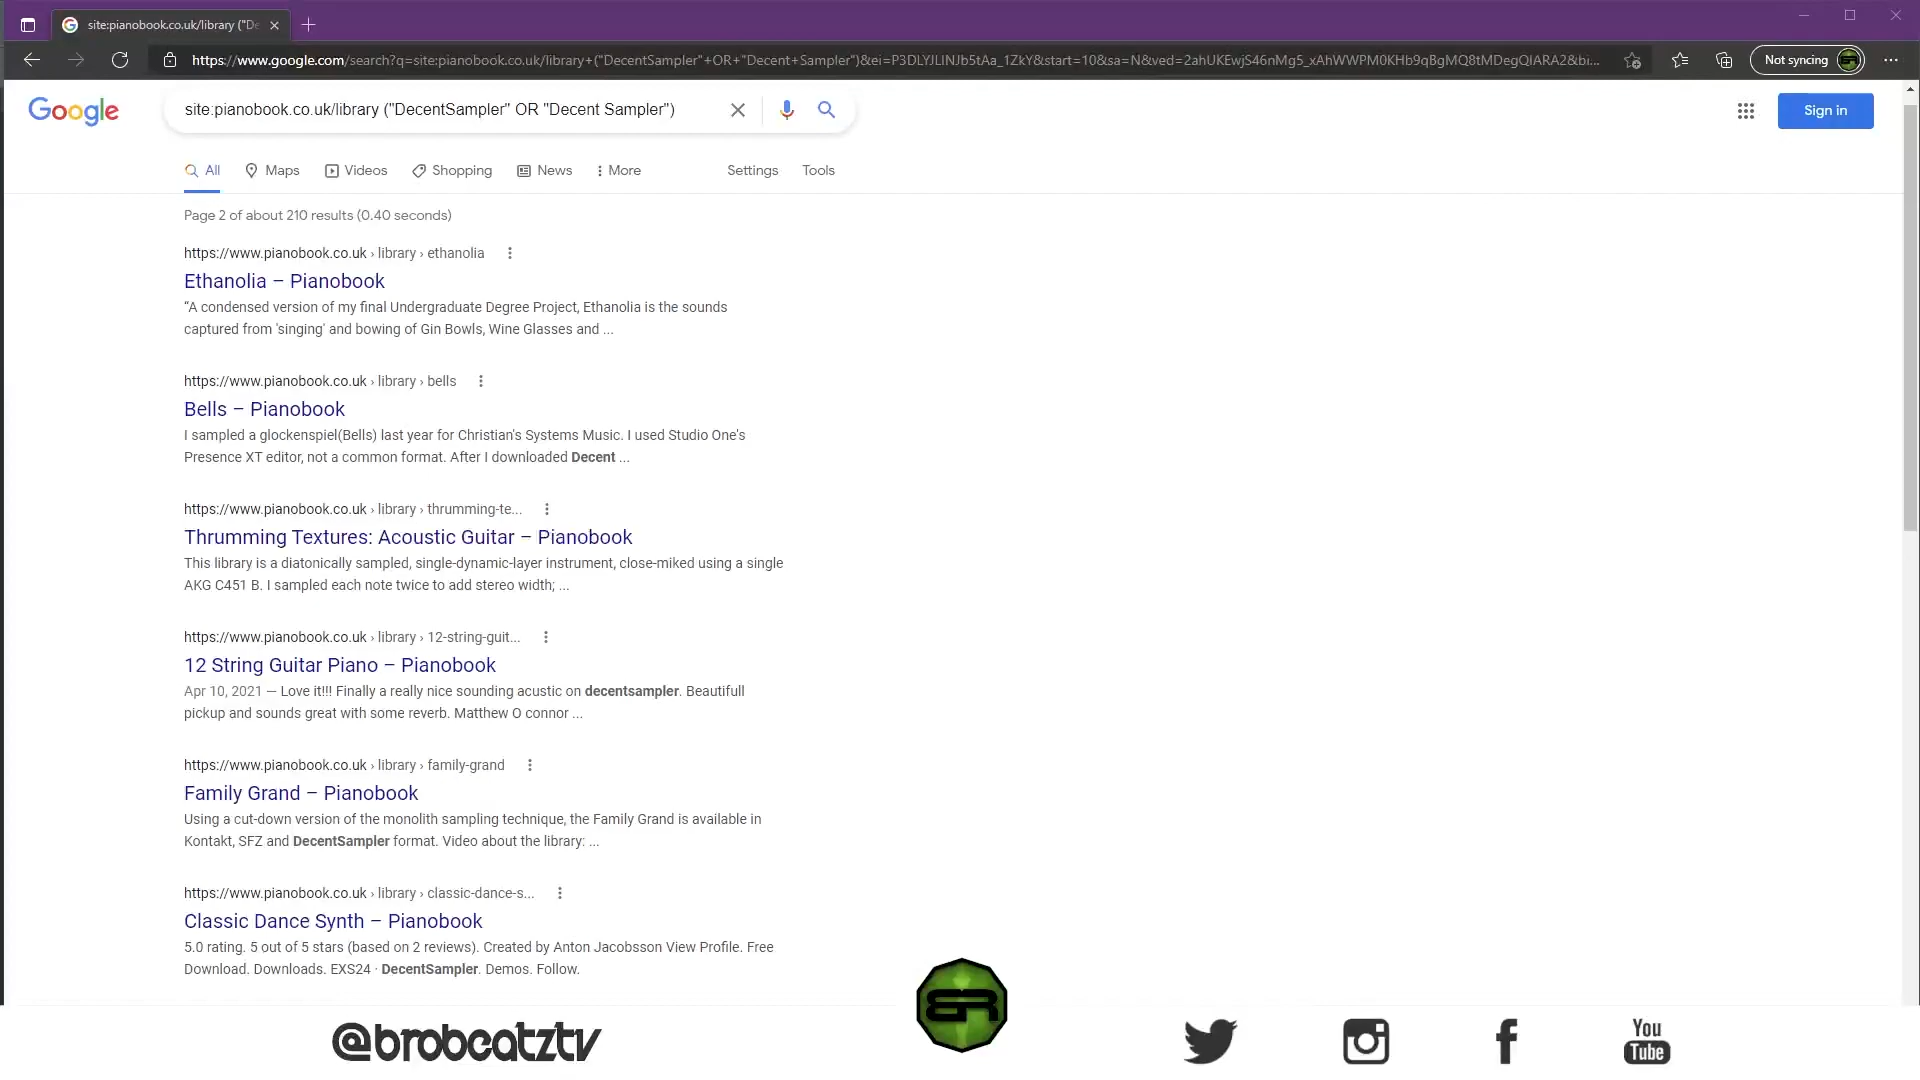 site:pianobook.co.uk/library ("De
https://www.google.com/search?q=site:pianobook.co.uk/library+("DecentSampler"+OR+"Decent+Sampler")&ei=P3DLYJLINJb5tAa_1ZkY&start=10&sa=N&ved=2ahUKEwjS46nMg5_xAhWWPM0KHb9qBgMQ8tMDegQIARA2&bi...
Not syncing
Google
site:pianobook.co.uk/library ("DecentSampler" OR "Decent Sampler")
Sign in
All Maps Videos Shopping News More Settings Tools
Page 2 of about 210 results (0.40 seconds)
https://www.pianobook.co.uk › library › ethanolia
Ethanolia – Pianobook
“A condensed version of my final Undergraduate Degree Project, Ethanolia is the sounds
captured from 'singing' and bowing of Gin Bowls, Wine Glasses and ...
https://www.pianobook.co.uk › library › bells
Bells – Pianobook
I sampled a glockenspiel(Bells) last year for Christian's Systems Music. I used Studio One's
Presence XT editor, not a common format. After I downloaded Decent ...
https://www.pianobook.co.uk › library › thrumming-te...
Thrumming Textures: Acoustic Guitar – Pianobook
This library is a diatonically sampled, single-dynamic-layer instrument, close-miked using a single
AKG C451 B. I sampled each note twice to add stereo width; ...
https://www.pianobook.co.uk › library › 12-string-guit...
12 String Guitar Piano – Pianobook
Apr 10, 2021 — Love it!!! Finally a really nice sounding acustic on decentsampler. Beautifull
pickup and sounds great with some reverb. Matthew O connor ...
https://www.pianobook.co.uk › library › family-grand
Family Grand – Pianobook
Using a cut-down version of the monolith sampling technique, the Family Grand is available in
Kontakt, SFZ and DecentSampler format. Video about the library: ...
https://www.pianobook.co.uk › library › classic-dance-s...
Classic Dance Synth – Pianobook
5.0 rating. 5 out of 5 stars (based on 2 reviews). Created by Anton Jacobsson View Profile. Free
Download. Downloads. EXS24 · DecentSampler. Demos. Follow.
BR
@brobcatztv
You
Tube